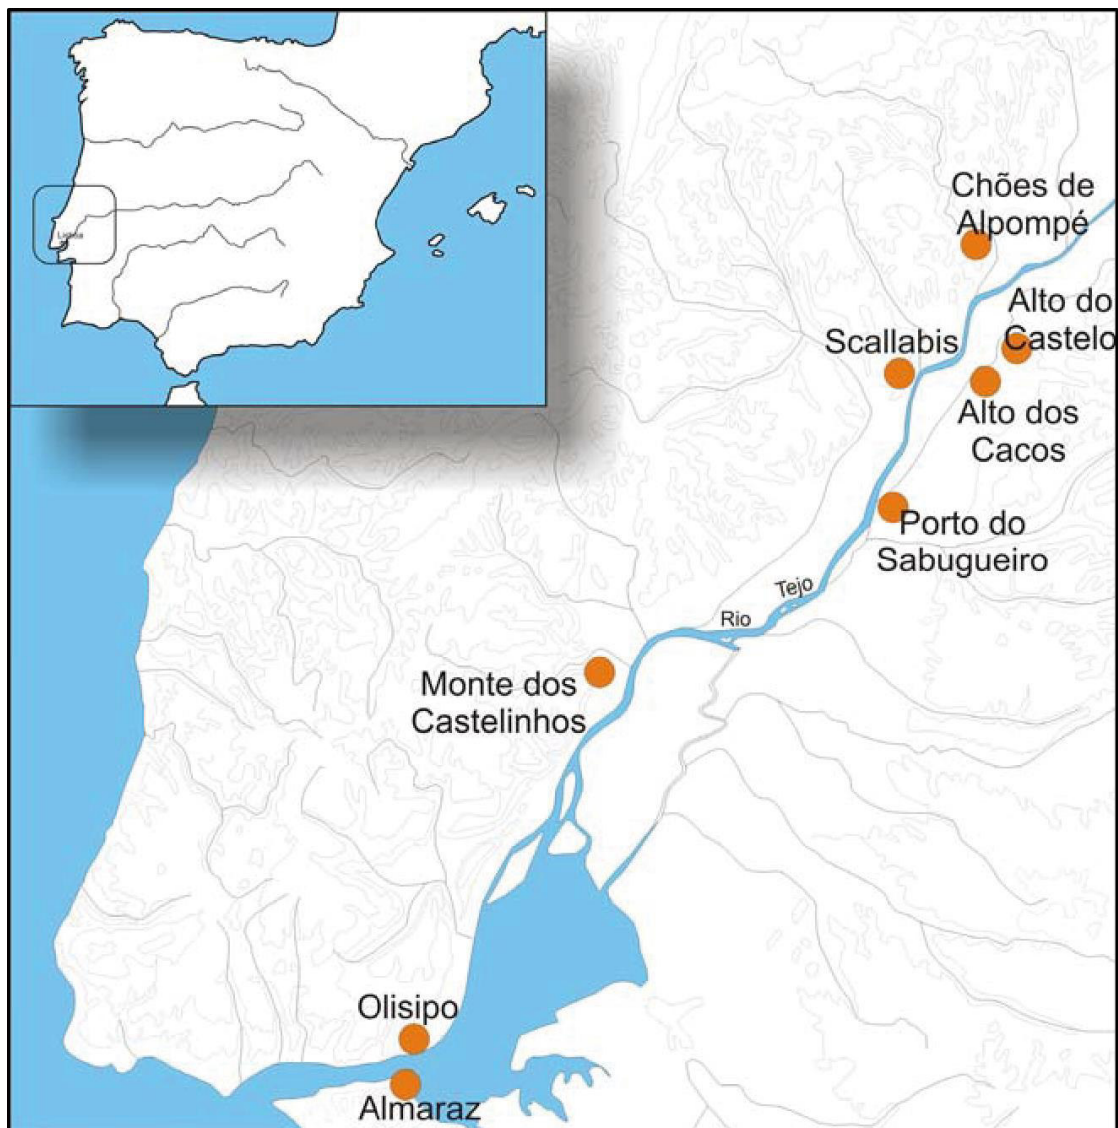 Lisboa
Chões de
Alpompé
Alto do
Castelo
Scallabis
Alto dos
Cacos
Porto do
Sabugueiro
Rio Tejo
Monte dos
Castelinhos
Olisipo
Almaraz